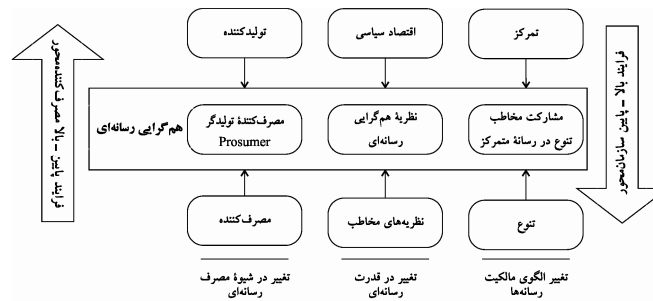 تمرکز
اقتصاد سیاسی
تولیدکننده
فرایند بالا ــ پایین سازمان‌محور
مشارکت مخاطب
تنوع در رسانهٔ متمرکز
نظریهٔ هم‌گرایی
رسانه‌ای
مصرف‌کنندهٔ تولیدگر
Prosumer
هم‌گرایی رسانه‌ای
فرایند پایین ــ بالا مصرف‌کننده‌محور
تنوع
نظریه‌های مخاطب
مصرف‌کننده
تغییر الگوی مالکیت
رسانه‌ها
تغییر در قدرت
رسانه‌ای
تغییر در شیوهٔ مصرف
رسانه‌ای